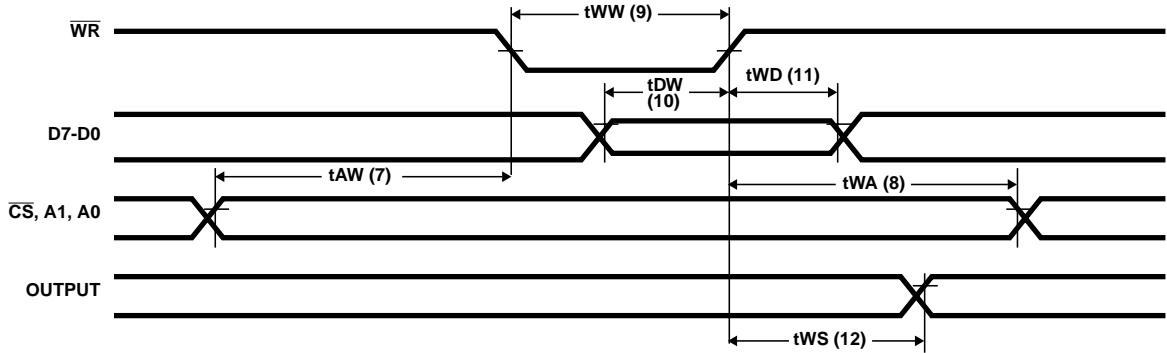 tWW (9)
WR
tDW
(10)
tWD (11)
D7-D0
tAW (7)
tWA (8)
CS, A1, A0
OUTPUT
tWS (12)